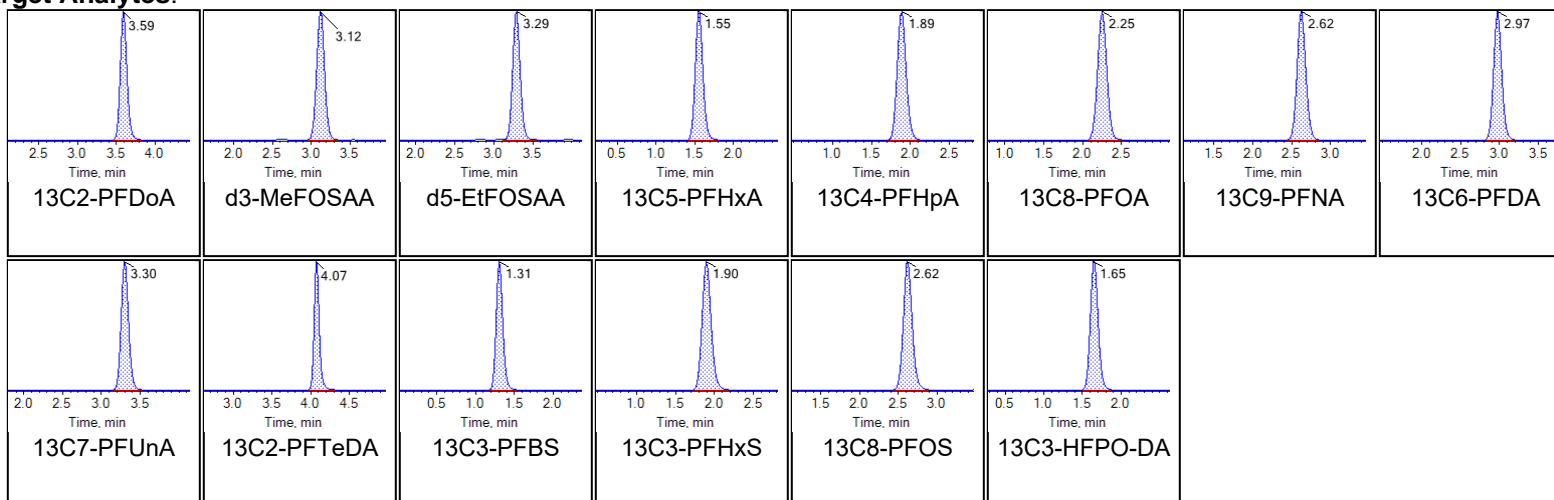 rget Analytes:
3.59 3.12 3.29 1.55 1.89 2.25 2.62 2.97
2.5 3.0 3.5 4.0 2.0 2.5 3.0 3.5 2.0 2.5 3.0 3.5 0.5 1.0 1.5 2.0 1.0 1.5 2.0 2.5 1.0 1.5 2.0 2.5 1.5 2.0 2.5 3.0 2.0 2.5 3.0 3.5
Time, min Time, min Time, min Time, min Time, min Time, min Time, min Time, min
13C2-PFDoA d3-MeFOSAA d5-EtFOSAA 13C5-PFHxA 13C4-PFHpA 13C8-PFOA 13C9-PFNA 13C6-PFDA
3.30 4.07 1.31 1.90 2.62 1.65
2.0 2.5 3.0 3.5 3.0 3.5 4.0 4.5 0.5 1.0 1.5 2.0 1.0 1.5 2.0 2.5 1.5 2.0 2.5 3.0 0.5 1.0 1.5 2.0
Time, min Time, min Time, min Time, min Time, min Time, min
13C7-PFUnA 13C2-PFTeDA 13C3-PFBS 13C3-PFHxS 13C8-PFOS 13C3-HFPO-DA